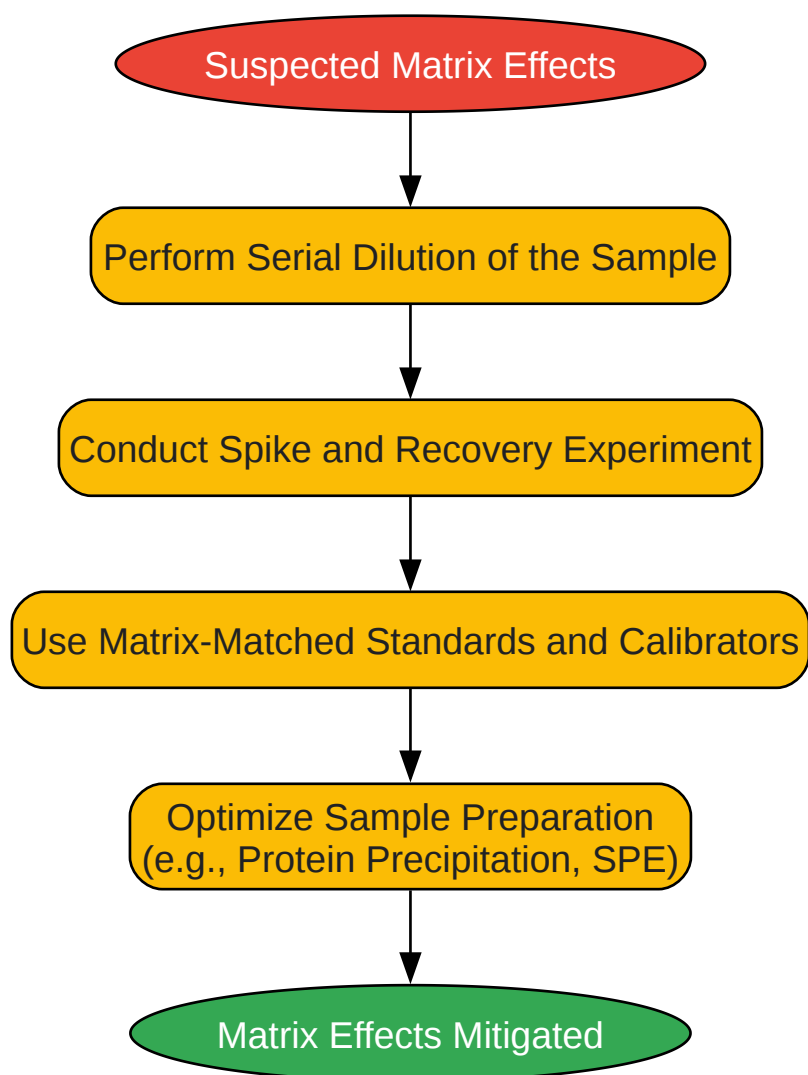 Suspected Matrix Effects
Perform Serial Dilution of the Sample
Conduct Spike and Recovery Experiment
Use Matrix-Matched Standards and Calibrators
Optimize Sample Preparation
(e.g., Protein Precipitation, SPE)
Matrix Effects Mitigated